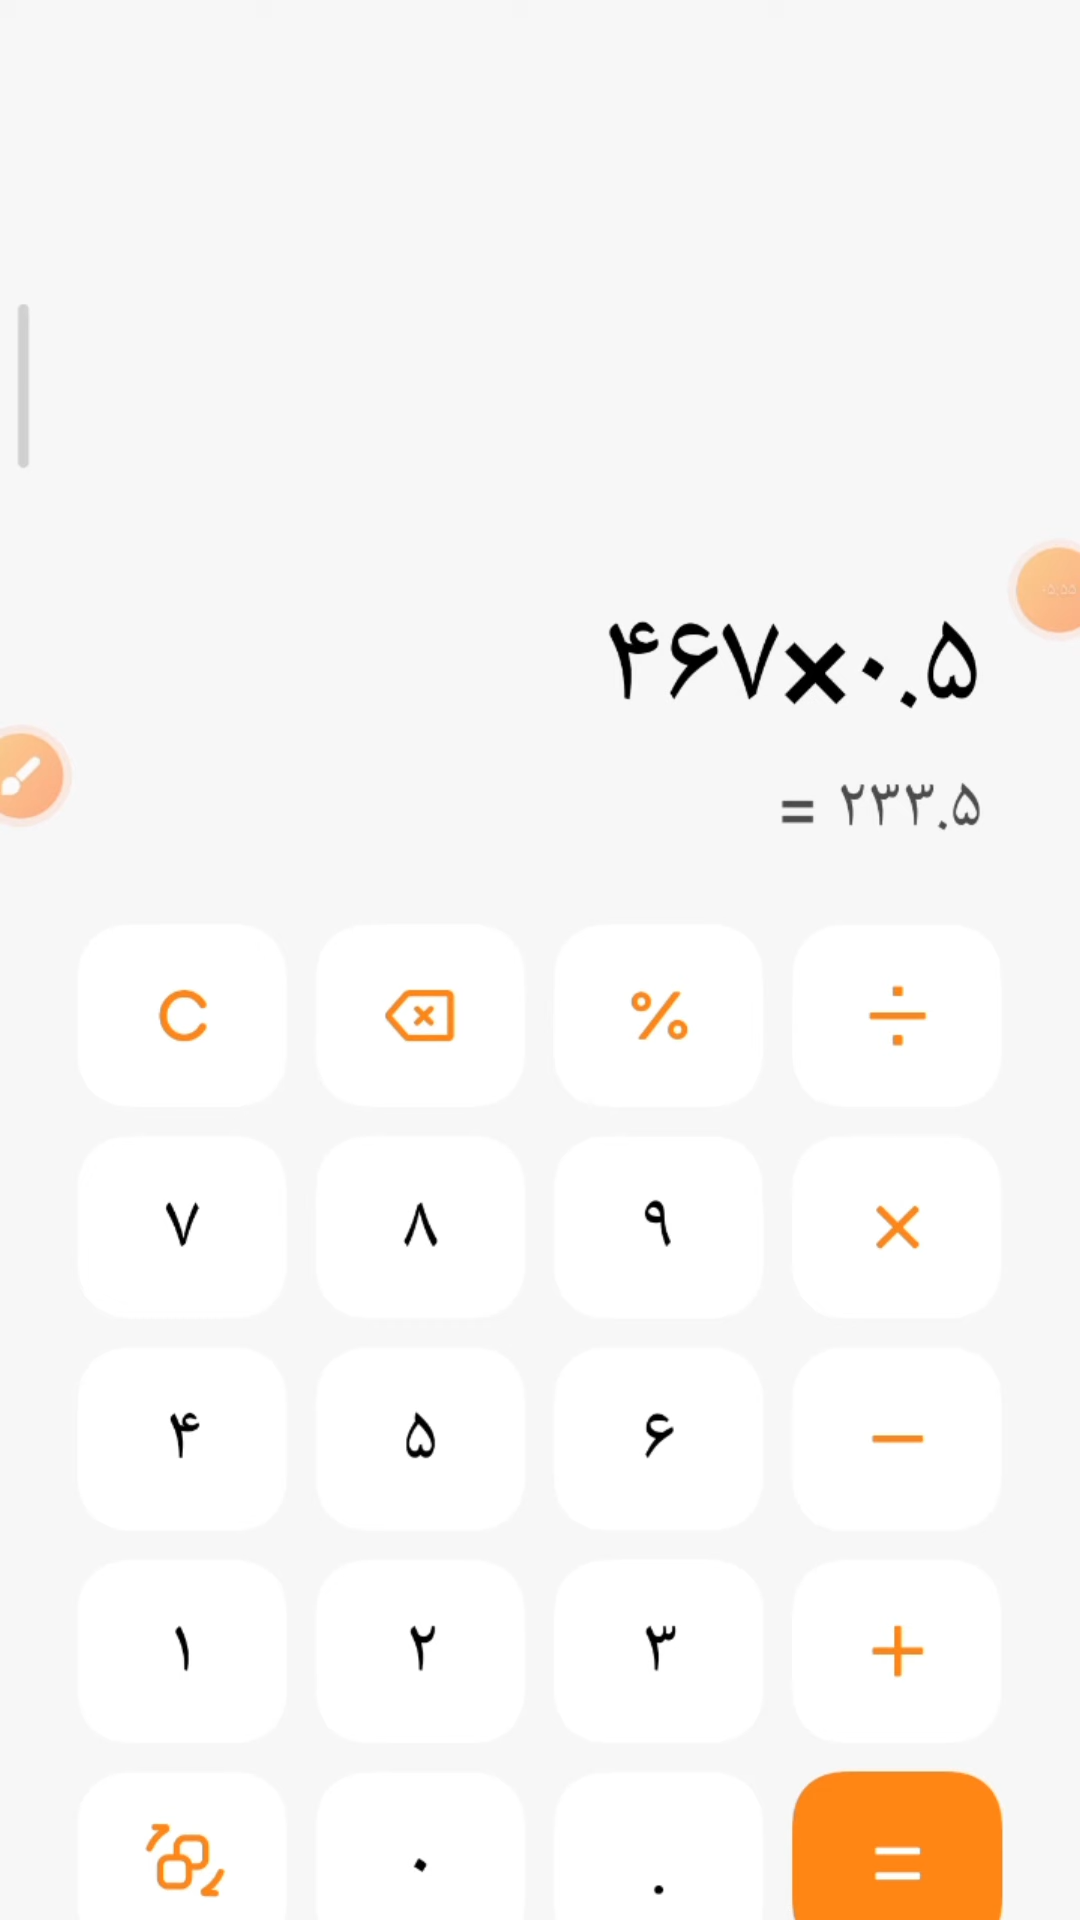 ۴۶۷×۰.۵
= ۲۳۳.۵
C % ÷
۷ ۸ ۹ ×
۴ ۵ ۶ −
۱ ۲ ۳ +
۰ . =